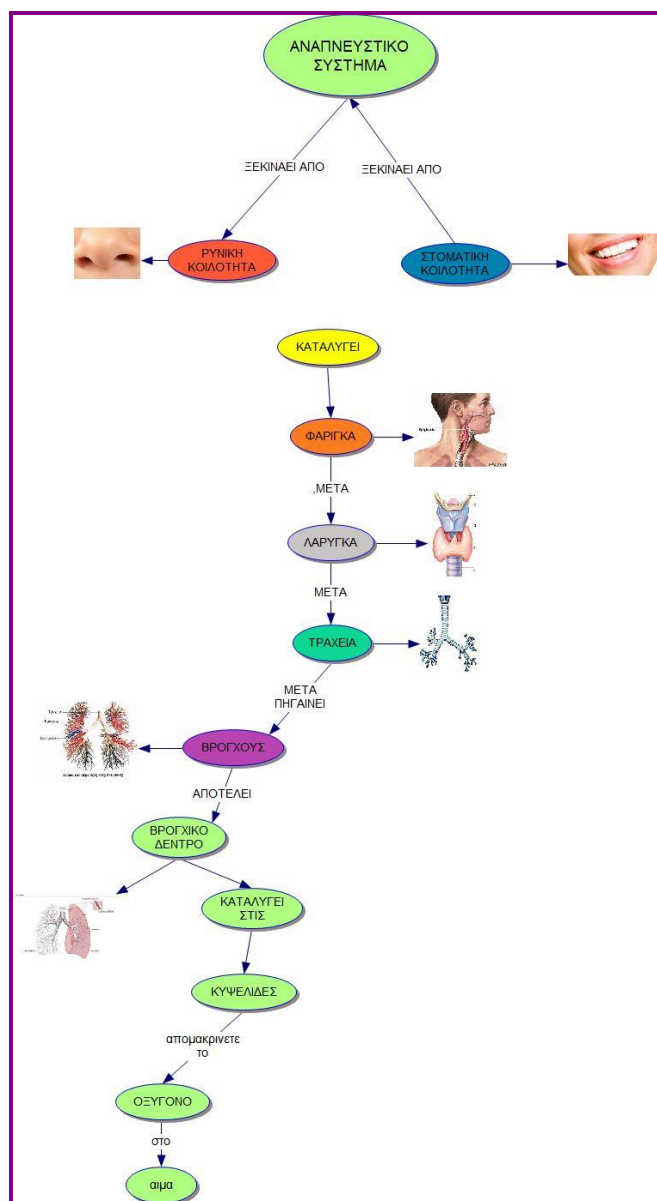 ΑΝΑΠΝΕΥΣΤΙΚΟ
ΣΥΣΤΗΜΑ
ΞΕΚΙΝΑΕΙ ΑΠΟ
ΞΕΚΙΝΑΕΙ ΑΠΟ
ΡΥΝΙΚΗ
ΚΟΙΛΟΤΗΤΑ
ΣΤΟΜΑΤΙΚΗ
ΚΟΙΛΟΤΗΤΑ
ΚΑΤΑΛΥΓΕΙ
ΦΑΡΙΓΚΑ
,ΜΕΤΑ
ΛΑΡΥΓΚΑ
ΜΕΤΑ
ΤΡΑΧΕΙΑ
ΜΕΤΑ
ΠΗΓΑΙΝΕΙ
ΒΡΟΓΧΟΥΣ
ΑΠΟΤΕΛΕΙ
ΒΡΟΓΧΙΚΟ
ΔΕΝΤΡΟ
ΚΑΤΑΛΥΓΕΙ
ΣΤΙΣ
ΚΥΨΕΛΙΔΕΣ
απομακρινετε
το
ΟΞΥΓΟΝΟ
στο
αιμα